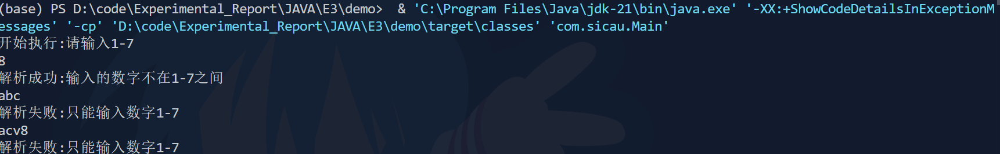 (base) PS D:\code\Experimental_Report\JAVA\E3\demo>  & 'C:\Program Files\Java\jdk-21\bin\java.exe' '-XX:+ShowCodeDetailsInExceptionM
essages' '-cp' 'D:\code\Experimental_Report\JAVA\E3\demo\target\classes' 'com.sicau.Main'
开始执行:请输入1-7
8
解析成功:输入的数字不在1-7之间
abc
解析失败:只能输入数字1-7
acv8
解析失败:只能输入数字1-7